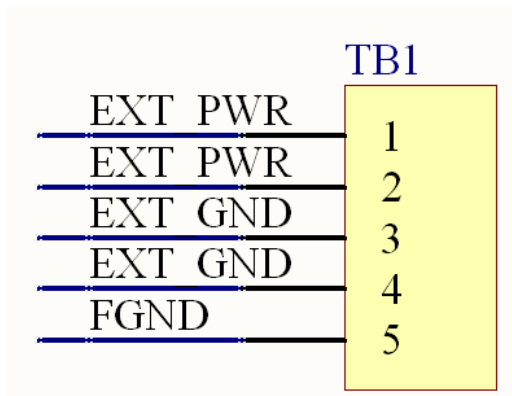 TB1
EXT_PWR 1
EXT_PWR 2
EXT_GND 3
EXT_GND 4
FGND 5